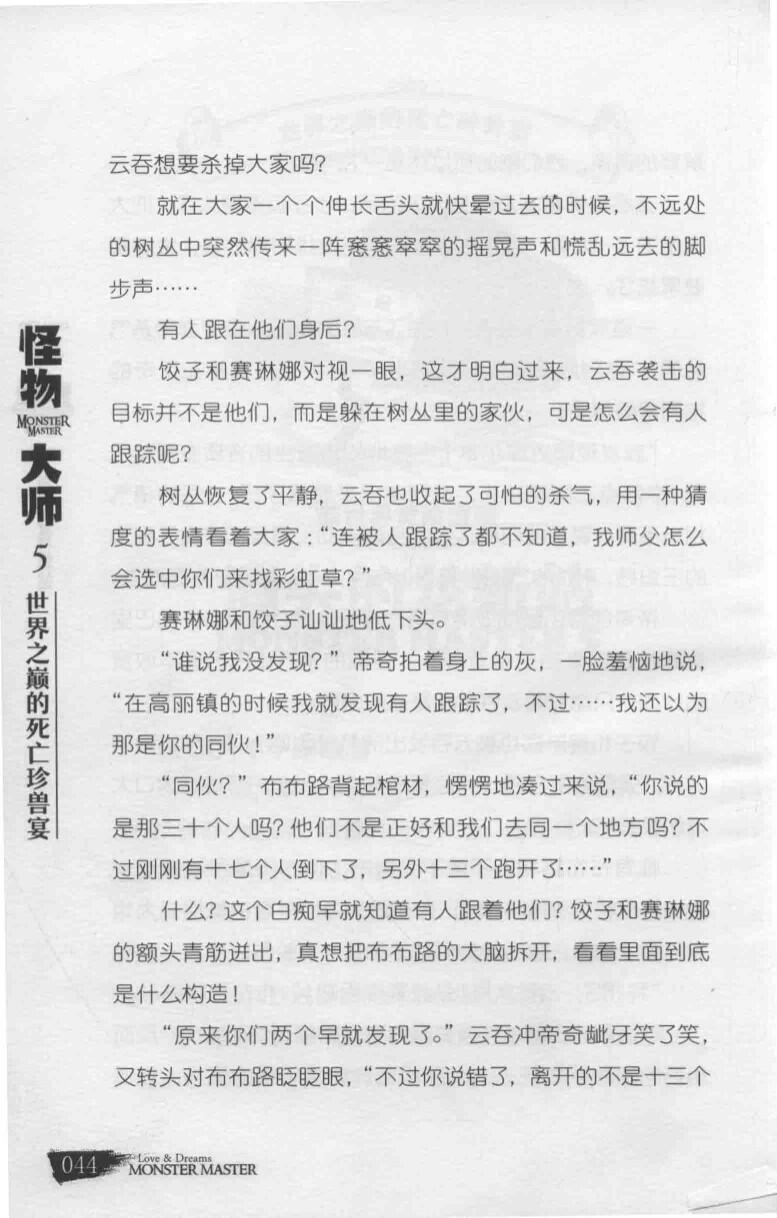 云吞想要杀掉大家吗？
就在大家一个个伸长舌头就快晕过去的时候，不远处
的树丛中突然传来一阵窸窸窣窣的摇晃声和慌乱远去的脚
步声……
有人跟在他们身后？
饺子和赛琳娜对视一眼，这才明白过来，云吞袭击的
目标并不是他们，而是躲在树丛里的家伙，可是怎么会有人
跟踪呢？
树丛恢复了平静，云吞也收起了可怕的杀气，用一种猜
度的表情看着大家：“连被人跟踪了都不知道，我师父怎么
会选中你们来找彩虹草？”
赛琳娜和饺子讪讪地低下头。
“谁说我没发现？”帝奇拍着身上的灰，一脸羞恼地说，
“在高丽镇的时候我就发现有人跟踪了，不过……我还以为
那是你的同伙！”
“同伙？”布布路背起棺材，愣愣地凑过来说，“你说的
是那三十个人吗？他们不是正好和我们去同一个地方吗？不
过刚刚有十七个人倒下了，另外十三个跑开了……”
什么？这个白痴早就知道有人跟着他们？饺子和赛琳娜
的额头青筋迸出，真想把布布路的大脑拆开，看看里面到底
是什么构造！
“原来你们两个早就发现了。”云吞冲帝奇龇牙笑了笑，
又转头对布布路眨眨眼，“不过你说错了，离开的不是十三个
怪物
MONSTER
MASTER
大师
5
世界之巅的死亡珍兽宴
044
Love & Dreams
MONSTER MASTER